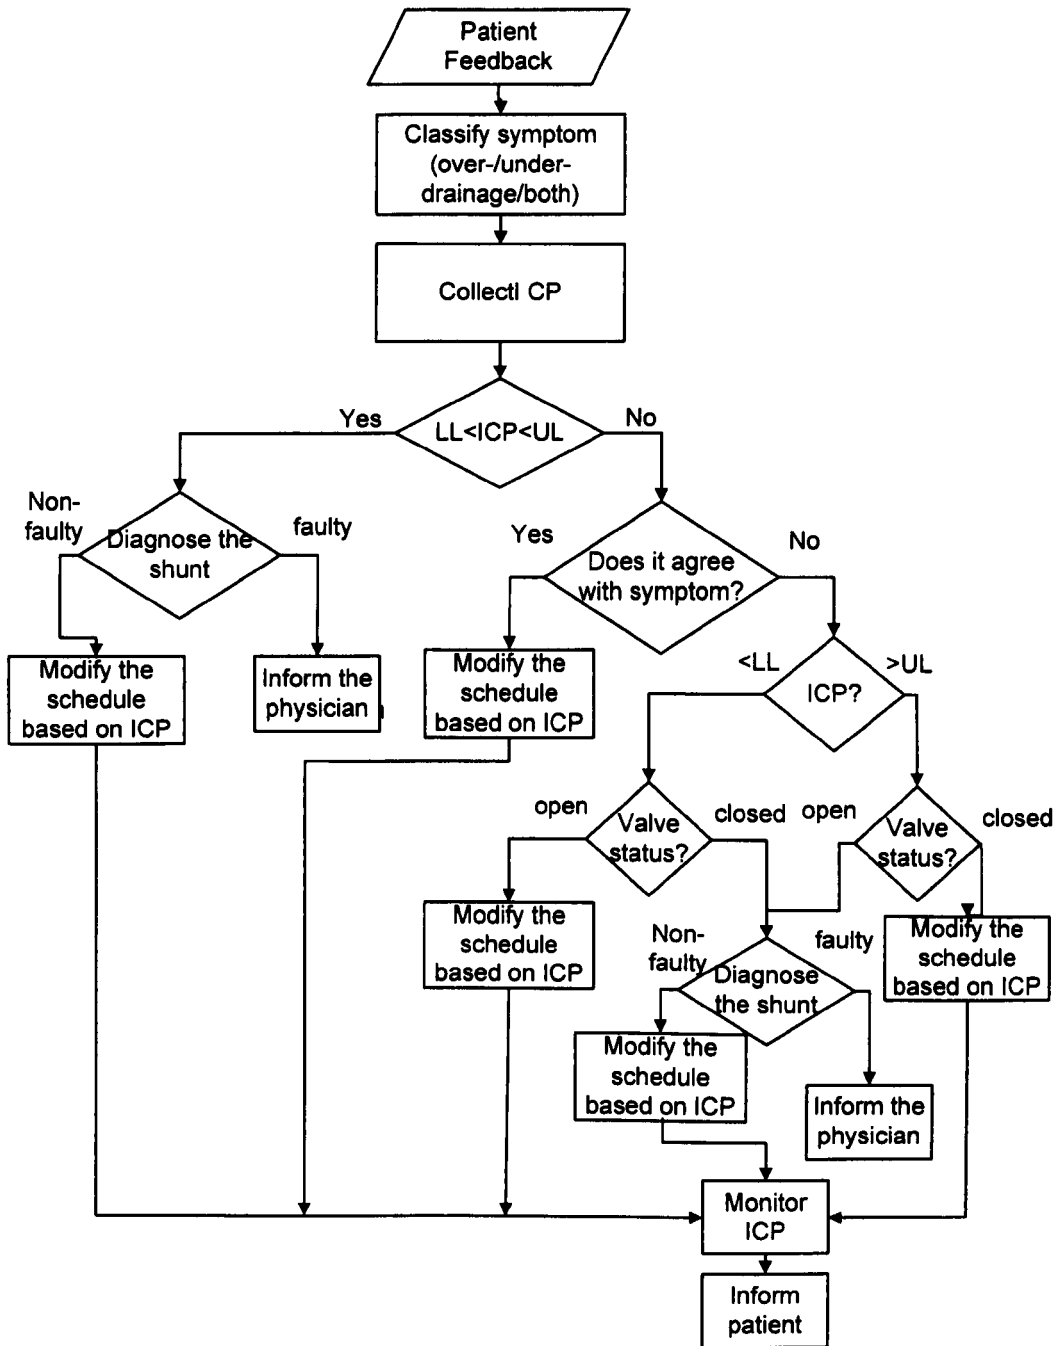 Patient
Feedback
Classify symptom
(over-/under-
drainage/both)
Collectl CP
LL<ICP<UL
Yes
No
Non-
faulty
Diagnose the
shunt
faulty
Yes
Does it agree
with symptom?
No
Modify the
schedule
based on ICP
Inform the
physician
Modify the
schedule
based on ICP
<LL
ICP?
>UL
open
Valve
status?
closed
open
Valve
status?
closed
Modify the
schedule
based on ICP
Non-
faulty
Diagnose
the shunt
faulty
Modify the
schedule
based on ICP
Modify the
schedule
based on ICP
Inform the
physician
Monitor
ICP
Inform
patient